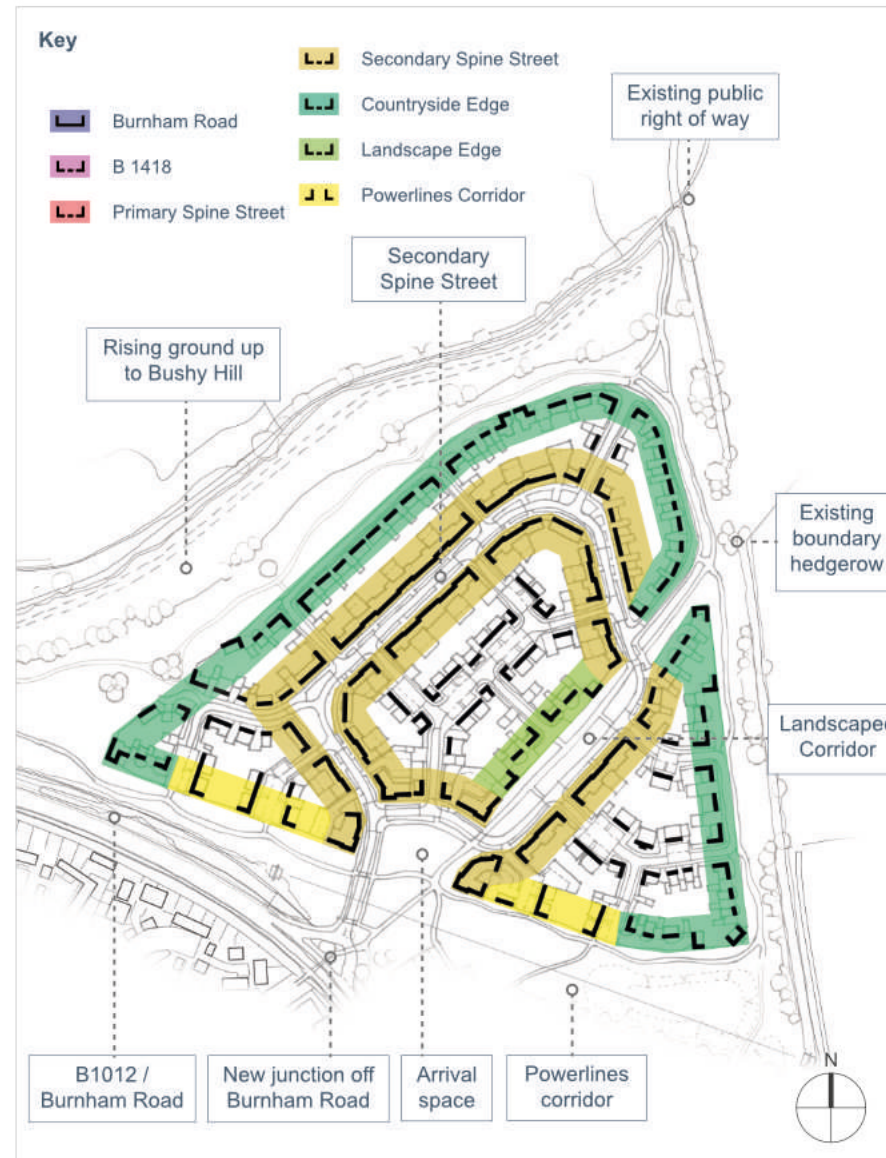 Key
Burnham Road
B 1418
Primary Spine Street
Secondary Spine Street
Countryside Edge
Landscape Edge
Powerlines Corridor
Existing public
right of way
Secondary
Spine Street
Rising ground up
to Bushy Hill
Existing
boundary
hedgerow
Landscaped
Corridor
B1012 /
Burnham Road
New junction off
Burnham Road
Arrival
space
Powerlines
corridor
N